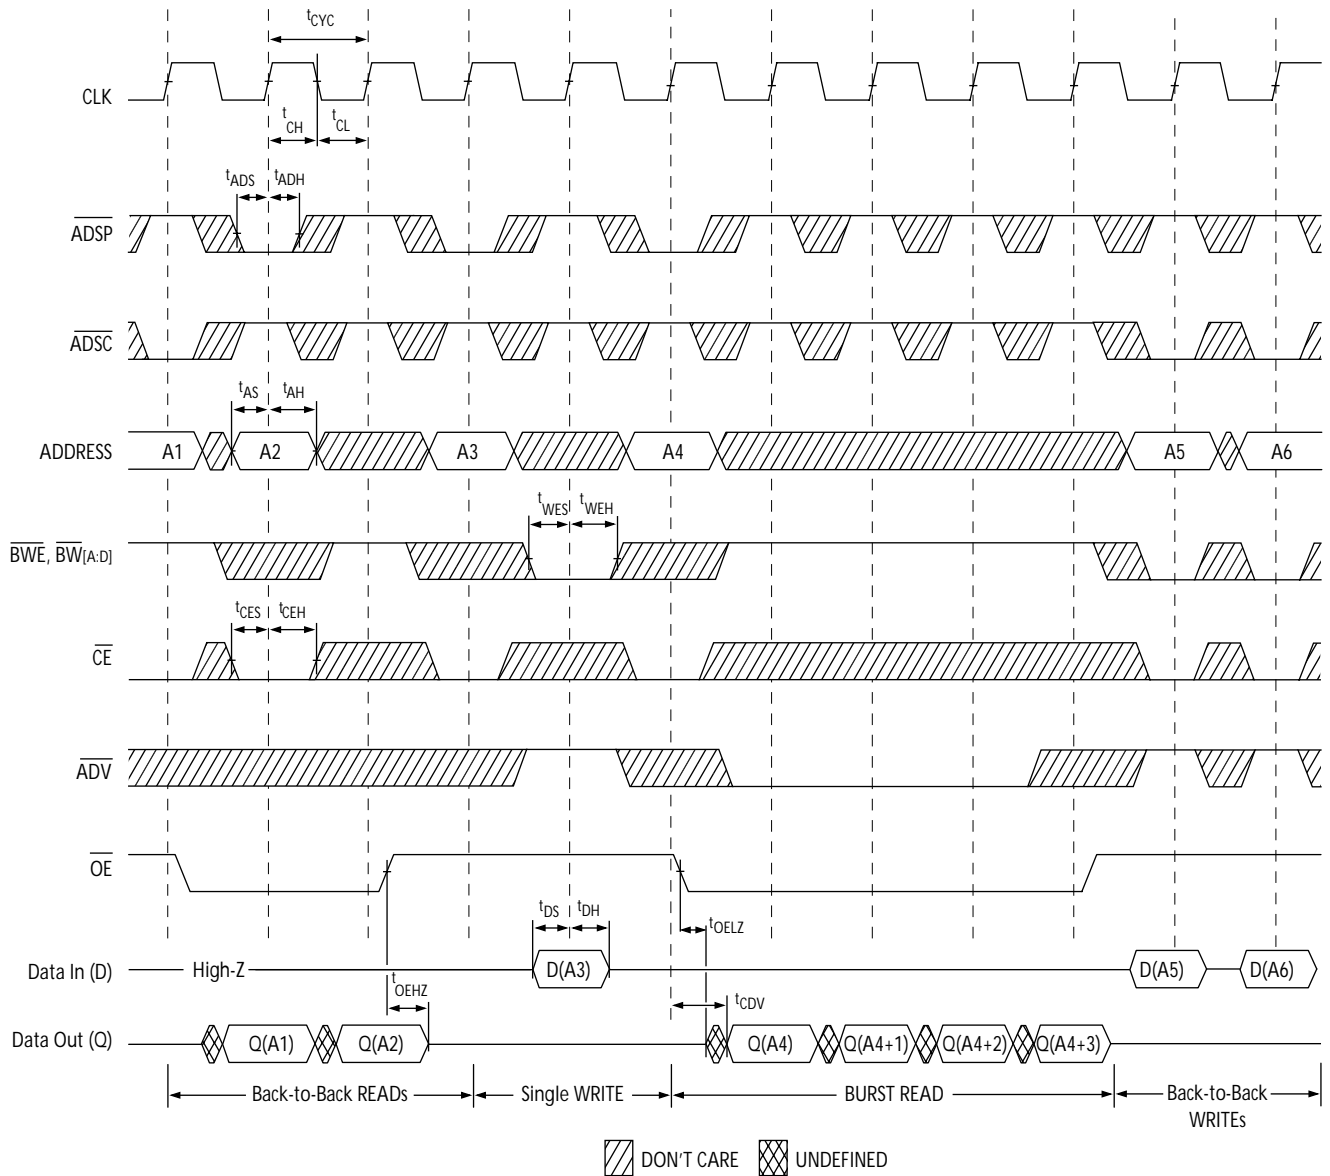 tCYC
CLK
tCH tCL
tADS tADH
ADSP
ADSC
tAS tAH
ADDRESS A1 A2 A3 A4 A5 A6
tWES tWEH
BWE, BW[A:D]
tCES tCEH
CE
ADV
OE
tDS tDH tOELZ
Data In (D) High-Z D(A3) D(A5) D(A6)
tOEHZ tCDV
Data Out (Q) Q(A1) Q(A2) Q(A4) Q(A4+1) Q(A4+2) Q(A4+3)
Back-to-Back READs Single WRITE BURST READ Back-to-Back
WRITEs
DON'T CARE UNDEFINED